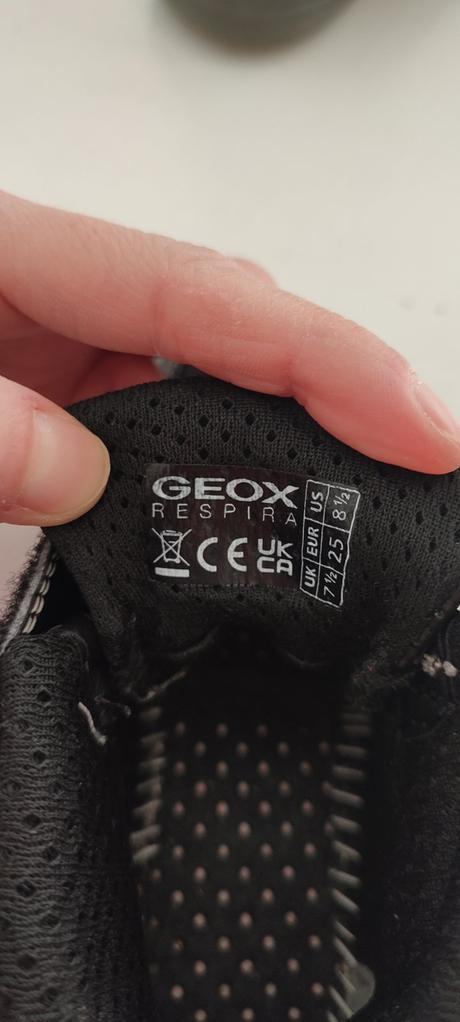 GEOX
RESPIRA
CE UK CA
US 8 ½
EUR 25
UK 7 ½